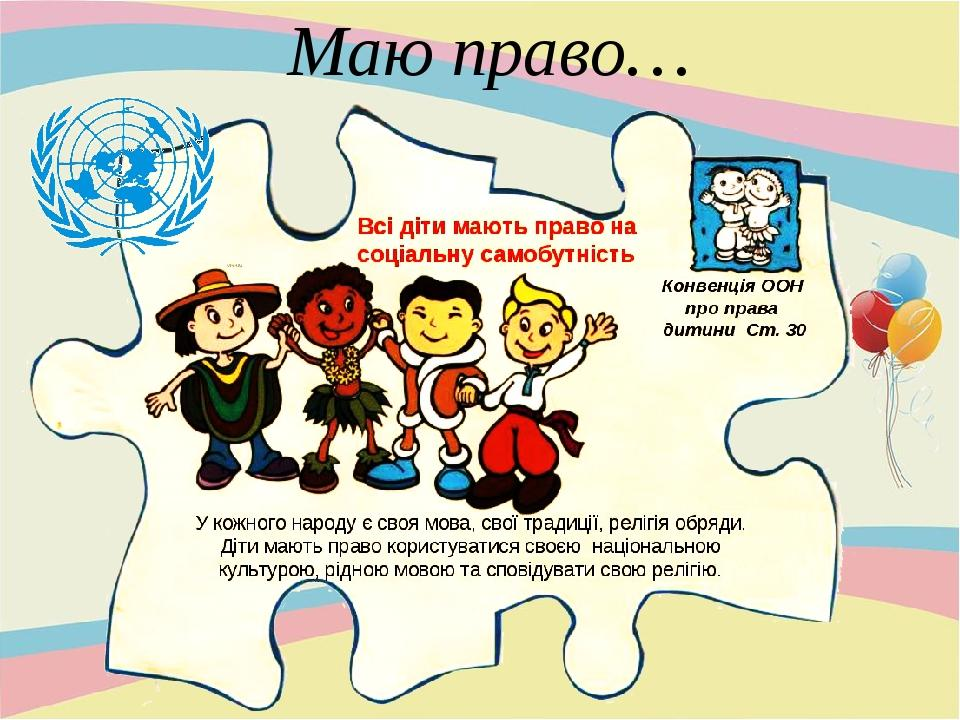 Маю право…
Всі діти мають право на
соціальну самобутність
Конвенція ООН
про права
дитини  Ст. 30
У кожного народу є своя мова, свої традиції, релігія обряди.
Діти мають право користуватися своєю  національною
культурою, рідною мовою та сповідувати свою релігію.